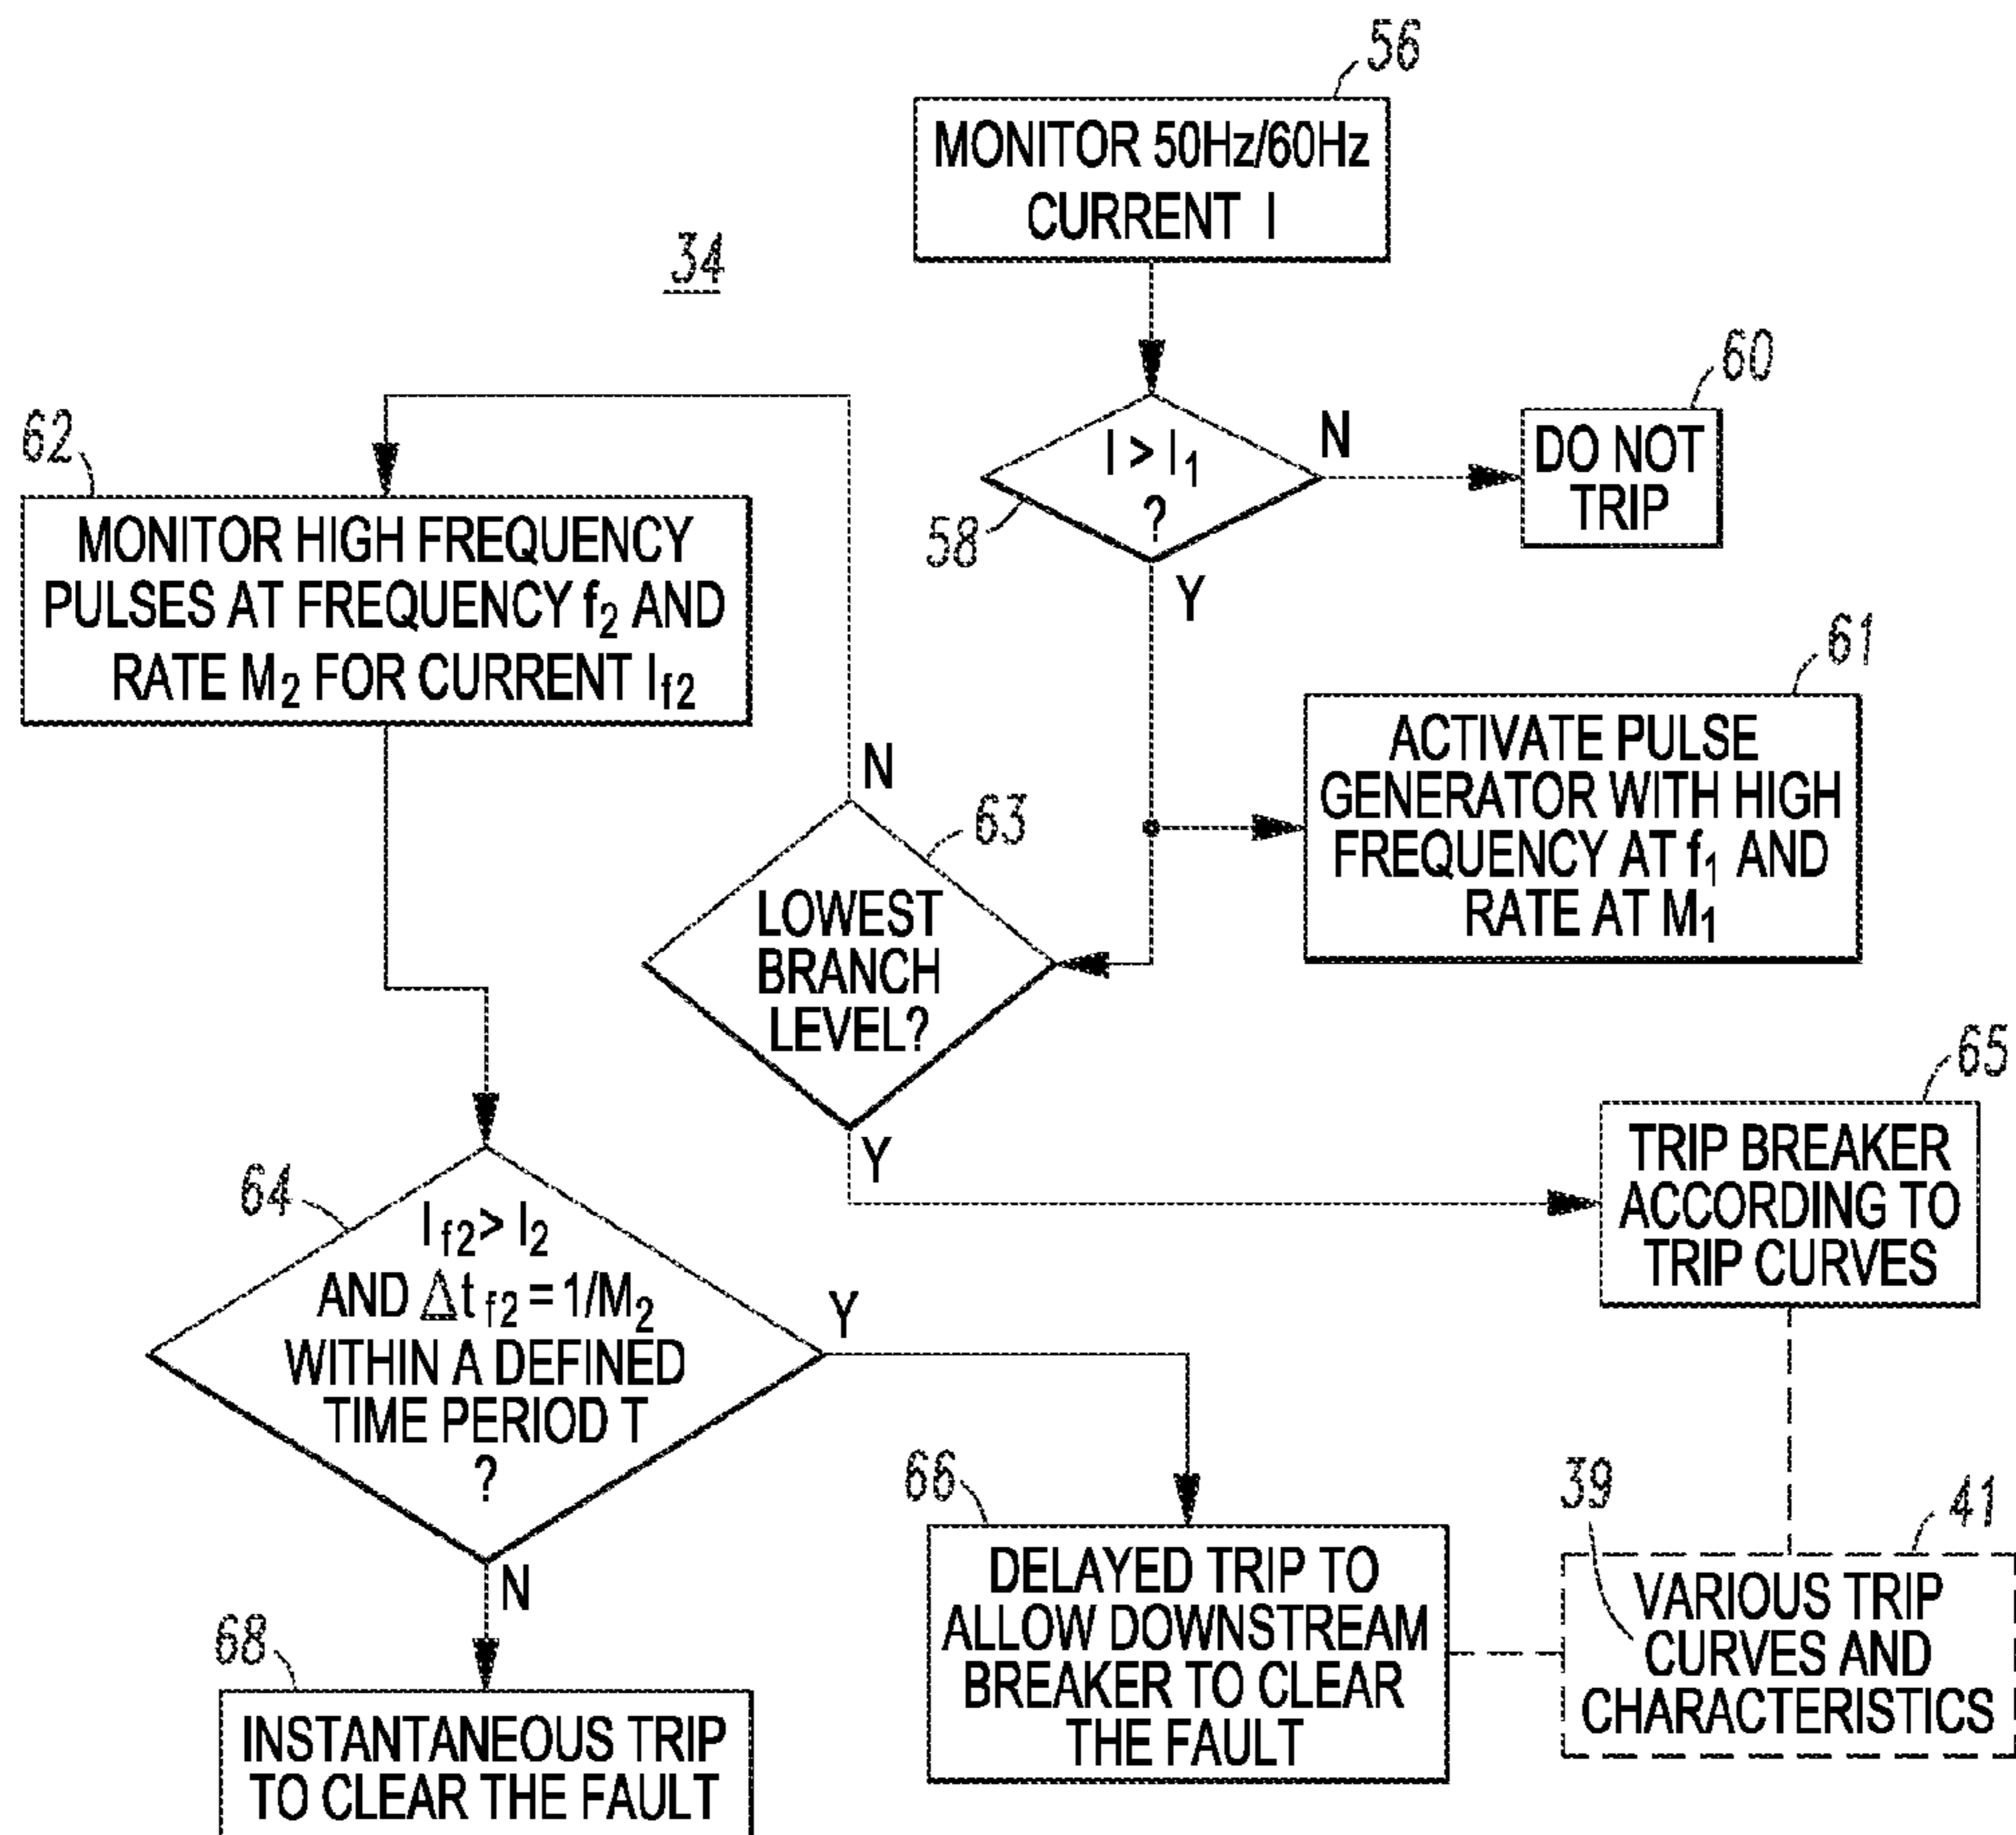 56
MONITOR 50Hz/60Hz
CURRENT I
34
60
I > I₁
?
N
58
Y
DO NOT
TRIP
62
MONITOR HIGH FREQUENCY
PULSES AT FREQUENCY f₂ AND
RATE M₂ FOR CURRENT I_f2
61
ACTIVATE PULSE
GENERATOR WITH HIGH
FREQUENCY AT f₁ AND
RATE AT M₁
N
63
LOWEST
BRANCH
LEVEL?
Y
65
TRIP BREAKER
ACCORDING TO
TRIP CURVES
64
I_f2 > I₂
AND Δt_f2 = 1/M₂
WITHIN A DEFINED
TIME PERIOD T
?
Y
N
66
DELAYED TRIP TO
ALLOW DOWNSTREAM
BREAKER TO CLEAR
THE FAULT
39
41
VARIOUS TRIP
CURVES AND
CHARACTERISTICS
68
INSTANTANEOUS TRIP
TO CLEAR THE FAULT